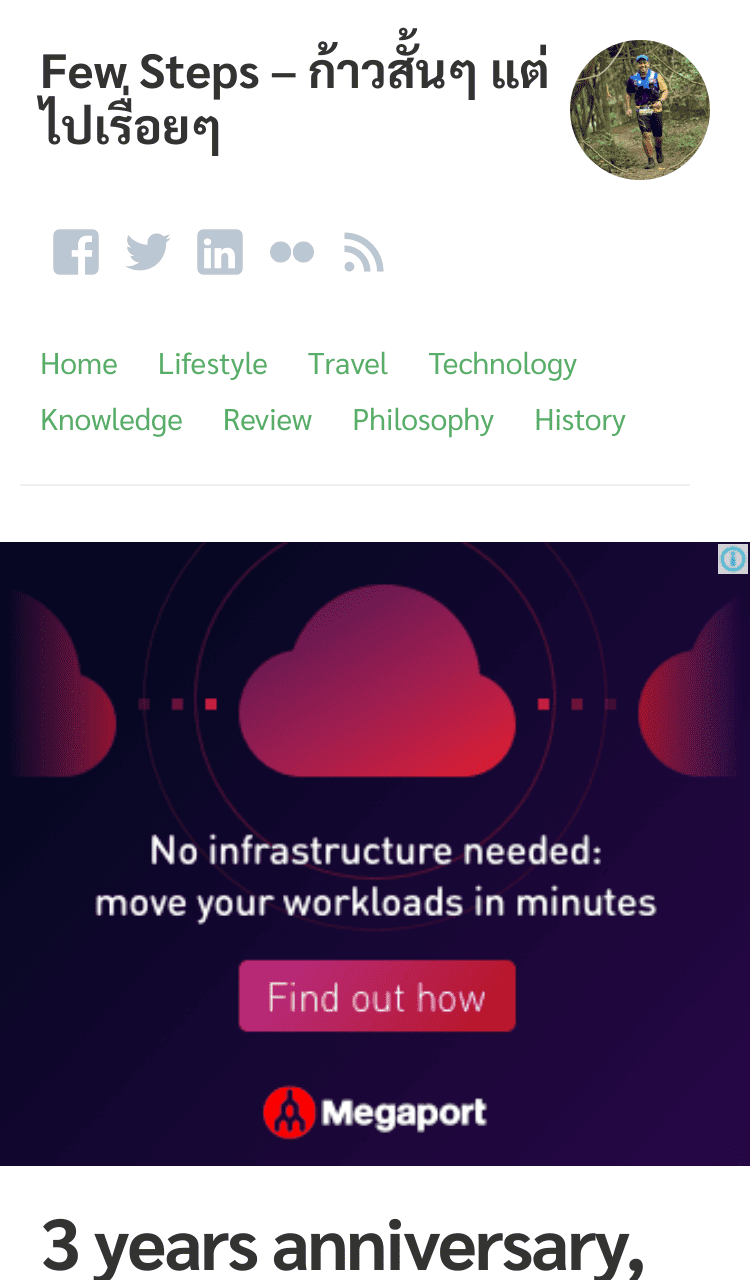 Few Steps – ก้าวสั้นๆ แต่
ไปเรื่อยๆ
Home Lifestyle Travel Technology
Knowledge Review Philosophy History
No infrastructure needed:
move your workloads in minutes
Find out how
Megaport
3 years anniversary,